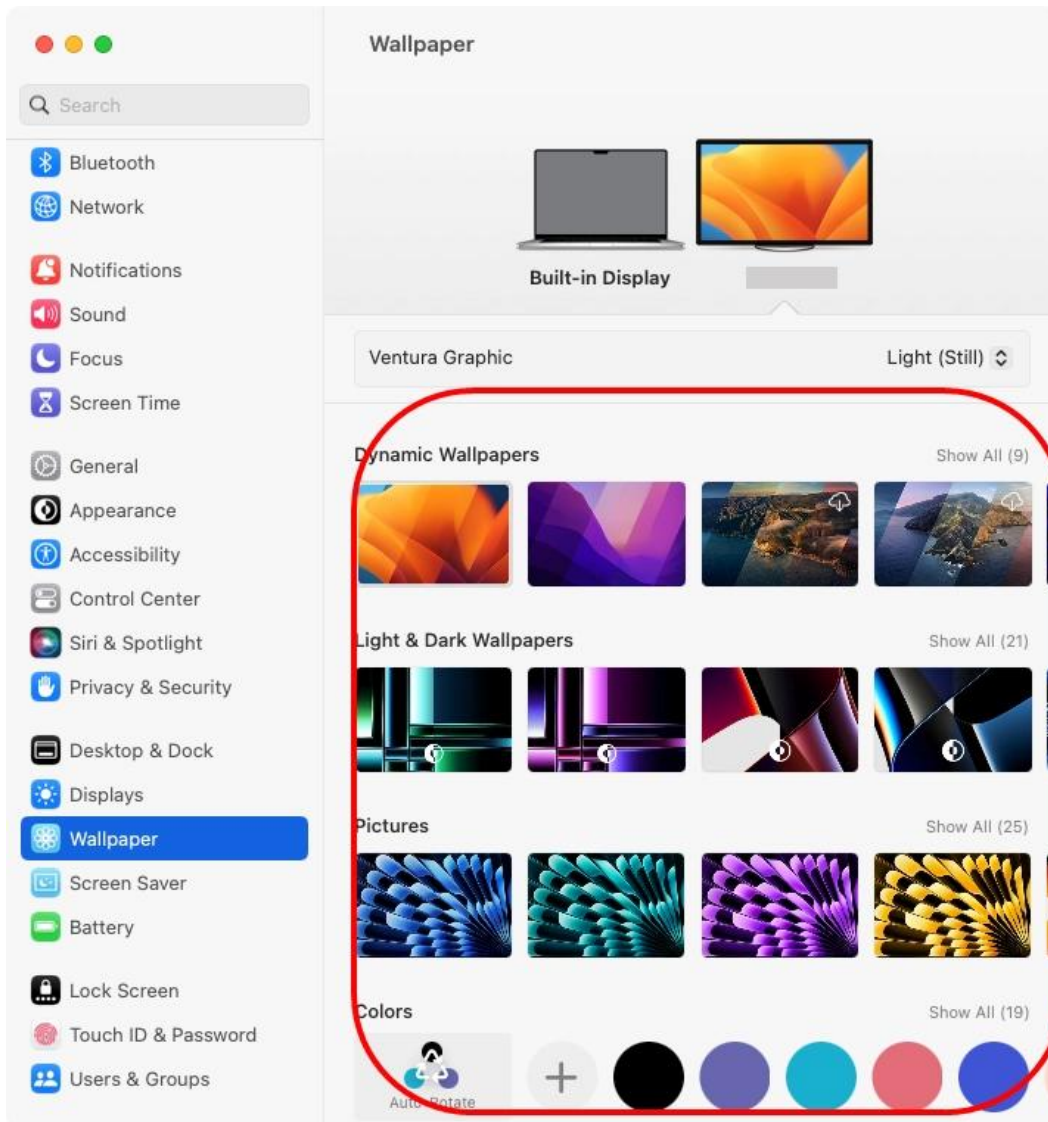 Wallpaper
Search
Bluetooth
Network
Notifications
Sound
Focus
Screen Time
General
Appearance
Accessibility
Control Center
Siri & Spotlight
Privacy & Security
Desktop & Dock
Displays
Wallpaper
Screen Saver
Battery
Lock Screen
Touch ID & Password
Users & Groups
Built-in Display
Ventura Graphic Light (Still)
Dynamic Wallpapers Show All (9)
Light & Dark Wallpapers Show All (21)
Pictures Show All (25)
Colors Show All (19)
Auto-Rotate